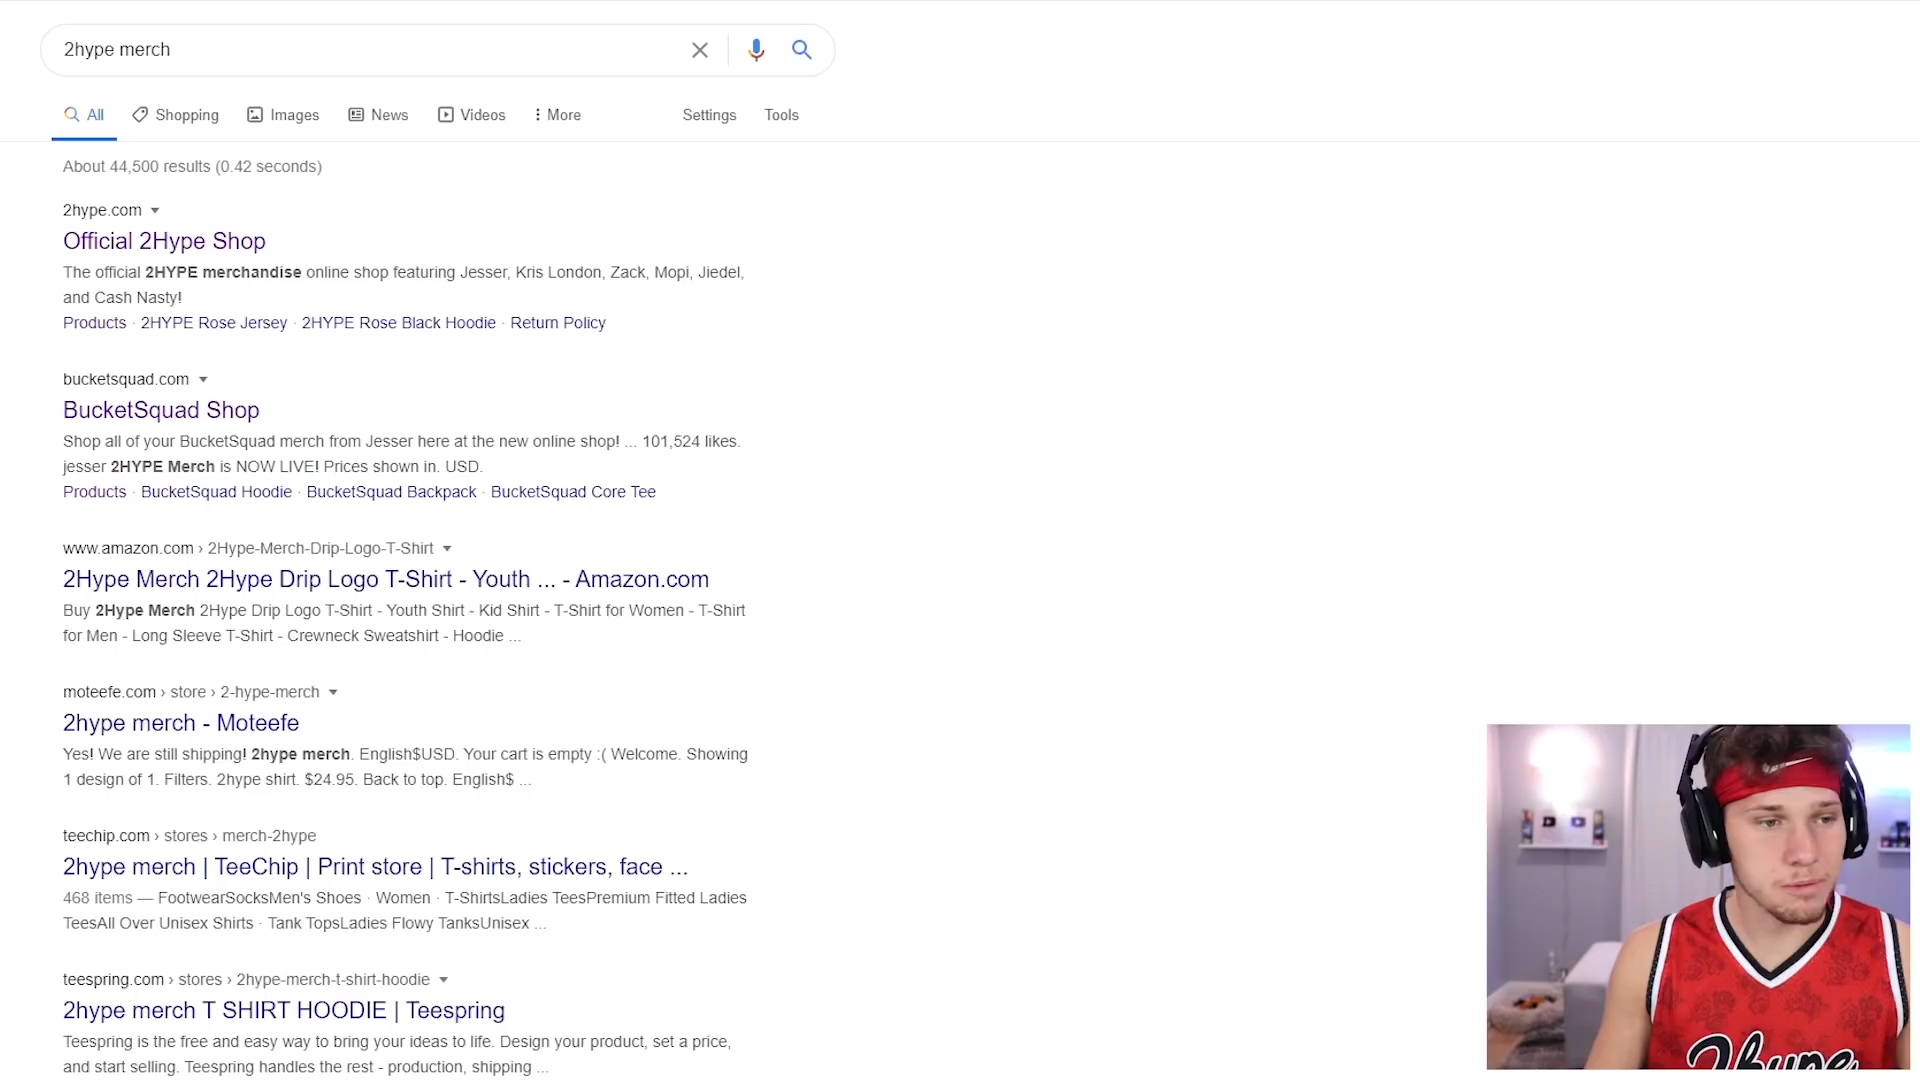 2hype merch
All Shopping Images News Videos More Settings Tools
About 44,500 results (0.42 seconds)
2hype.com
Official 2Hype Shop
The official 2HYPE merchandise online shop featuring Jesser, Kris London, Zack, Mopi, Jiedel,
and Cash Nasty!
Products · 2HYPE Rose Jersey · 2HYPE Rose Black Hoodie · Return Policy
bucketsquad.com
BucketSquad Shop
Shop all of your BucketSquad merch from Jesser here at the new online shop! ... 101,524 likes.
jesser 2HYPE Merch is NOW LIVE! Prices shown in. USD.
Products · BucketSquad Hoodie · BucketSquad Backpack · BucketSquad Core Tee
www.amazon.com › 2Hype-Merch-Drip-Logo-T-Shirt
2Hype Merch 2Hype Drip Logo T-Shirt - Youth ... - Amazon.com
Buy 2Hype Merch 2Hype Drip Logo T-Shirt - Youth Shirt - Kid Shirt - T-Shirt for Women - T-Shirt
for Men - Long Sleeve T-Shirt - Crewneck Sweatshirt - Hoodie ...
moteefe.com › store › 2-hype-merch
2hype merch - Moteefe
Yes! We are still shipping! 2hype merch. English$USD. Your cart is empty :( Welcome. Showing
1 design of 1. Filters. 2hype shirt. $24.95. Back to top. English$ ...
teechip.com › stores › merch-2hype
2hype merch | TeeChip | Print store | T-shirts, stickers, face ...
468 items — FootwearSocksMen's Shoes · Women · T-ShirtsLadies TeesPremium Fitted Ladies
TeesAll Over Unisex Shirts · Tank TopsLadies Flowy TanksUnisex ...
teespring.com › stores › 2hype-merch-t-shirt-hoodie
2hype merch T SHIRT HOODIE | Teespring
Teespring is the free and easy way to bring your ideas to life. Design your product, set a price,
and start selling. Teespring handles the rest - production, shipping ...
2hype